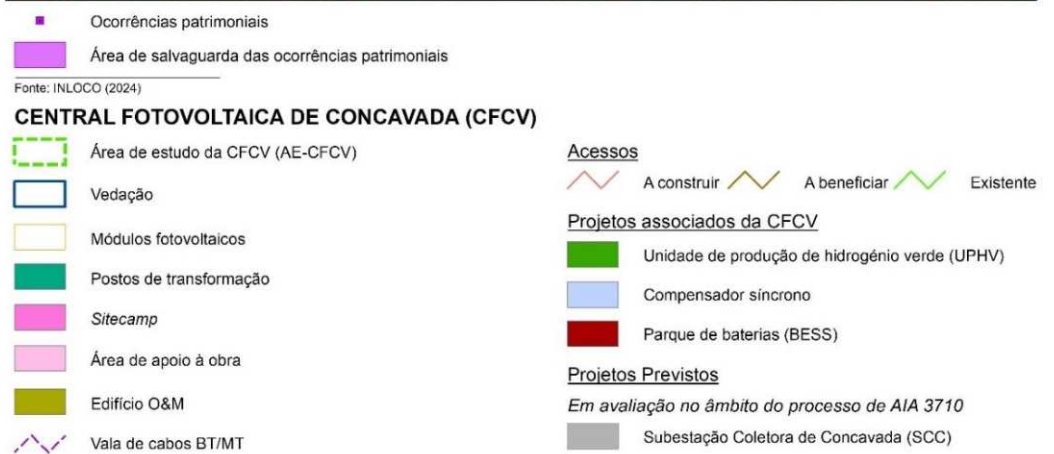 Ocorrências patrimoniais
Área de salvaguarda das ocorrências patrimoniais
Fonte: INLOCO (2024)
CENTRAL FOTOVOLTAICA DE CONCAVADA (CFCV)
Área de estudo da CFCV (AE-CFCV)
Vedação
Módulos fotovoltaicos
Postos de transformação
Sitecamp
Área de apoio à obra
Edifício O&M
Vala de cabos BT/MT
Acessos
A construir A beneficiar Existente
Projetos associados da CFCV
Unidade de produção de hidrogénio verde (UPHV)
Compensador síncrono
Parque de baterias (BESS)
Projetos Previstos
Em avaliação no âmbito do processo de AIA 3710
Subestação Coletora de Concavada (SCC)